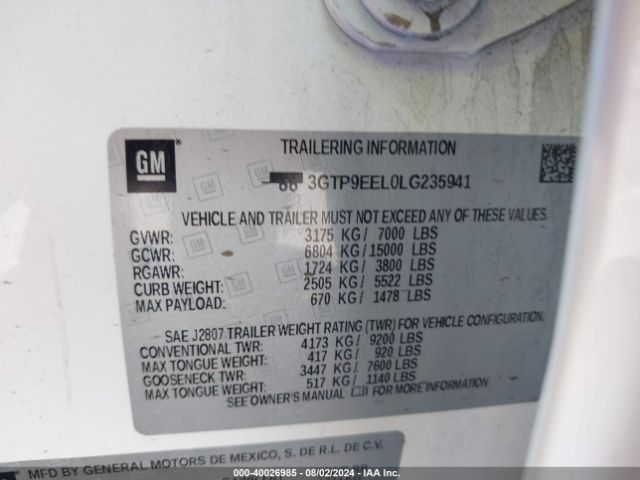 GM
TRAILERING INFORMATION
3GTP9EEL0LG235941
VEHICLE AND TRAILER MUST NOT EXCEED ANY OF THESE VALUES.
GVWR: 3175 KG / 7000 LBS
GCWR: 6804 KG / 15000 LBS
RGAWR: 1724 KG / 3800 LBS
CURB WEIGHT: 2505 KG / 5522 LBS
MAX PAYLOAD: 670 KG / 1478 LBS
SAE J2807 TRAILER WEIGHT RATING (TWR) FOR VEHICLE CONFIGURATION.
CONVENTIONAL TWR: 4173 KG / 9200 LBS
MAX TONGUE WEIGHT: 417 KG / 920 LBS
GOOSENECK TWR: 3447 KG / 7600 LBS
MAX TONGUE WEIGHT: 517 KG / 1140 LBS
SEE OWNER'S MANUAL FOR MORE INFORMATION
MFD BY GENERAL MOTORS DE MEXICO, S. DE R.L. DE C.V.
000-40026985 - 08/02/2024 - IAAI.com